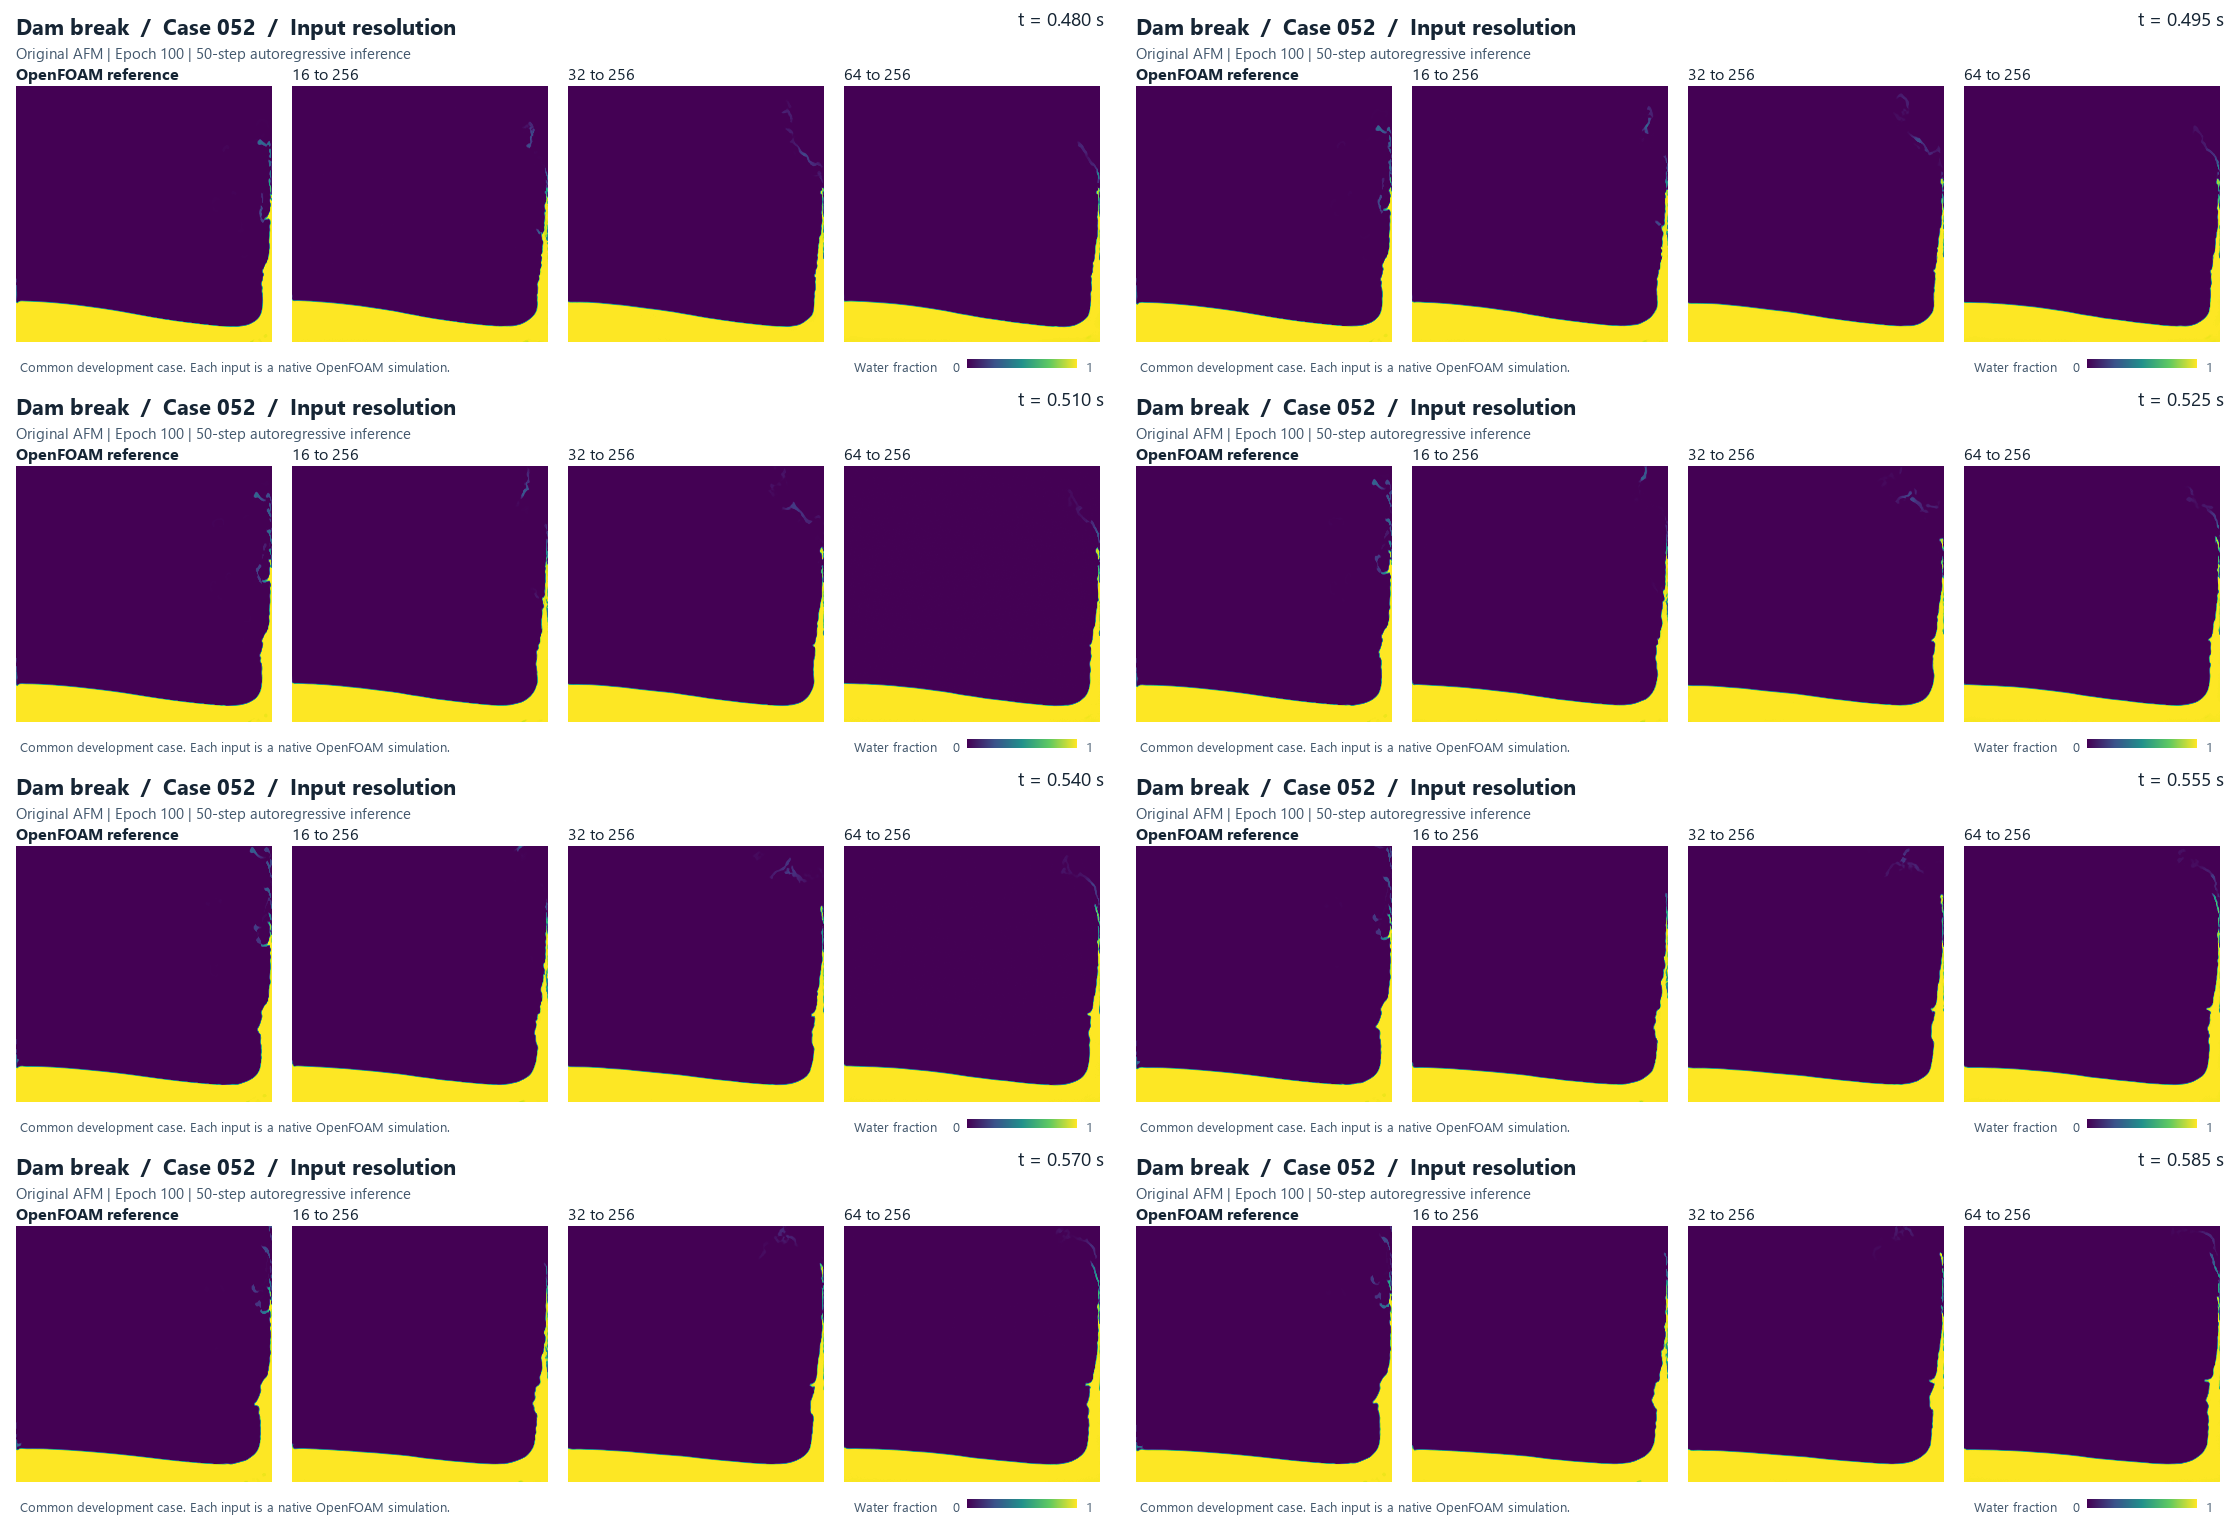 Dam break / Case 052 / Input resolution
t = 0.480 s
Original AFM | Epoch 100 | 50-step autoregressive inference
OpenFOAM reference
16 to 256
32 to 256
64 to 256
Common development case. Each input is a native OpenFOAM simulation.
Water fraction 0 1
Dam break / Case 052 / Input resolution
t = 0.495 s
Original AFM | Epoch 100 | 50-step autoregressive inference
OpenFOAM reference
16 to 256
32 to 256
64 to 256
Common development case. Each input is a native OpenFOAM simulation.
Water fraction 0 1
Dam break / Case 052 / Input resolution
t = 0.510 s
Original AFM | Epoch 100 | 50-step autoregressive inference
OpenFOAM reference
16 to 256
32 to 256
64 to 256
Common development case. Each input is a native OpenFOAM simulation.
Water fraction 0 1
Dam break / Case 052 / Input resolution
t = 0.525 s
Original AFM | Epoch 100 | 50-step autoregressive inference
OpenFOAM reference
16 to 256
32 to 256
64 to 256
Common development case. Each input is a native OpenFOAM simulation.
Water fraction 0 1
Dam break / Case 052 / Input resolution
t = 0.540 s
Original AFM | Epoch 100 | 50-step autoregressive inference
OpenFOAM reference
16 to 256
32 to 256
64 to 256
Common development case. Each input is a native OpenFOAM simulation.
Water fraction 0 1
Dam break / Case 052 / Input resolution
t = 0.555 s
Original AFM | Epoch 100 | 50-step autoregressive inference
OpenFOAM reference
16 to 256
32 to 256
64 to 256
Common development case. Each input is a native OpenFOAM simulation.
Water fraction 0 1
Dam break / Case 052 / Input resolution
t = 0.570 s
Original AFM | Epoch 100 | 50-step autoregressive inference
OpenFOAM reference
16 to 256
32 to 256
64 to 256
Common development case. Each input is a native OpenFOAM simulation.
Water fraction 0 1
Dam break / Case 052 / Input resolution
t = 0.585 s
Original AFM | Epoch 100 | 50-step autoregressive inference
OpenFOAM reference
16 to 256
32 to 256
64 to 256
Common development case. Each input is a native OpenFOAM simulation.
Water fraction 0 1